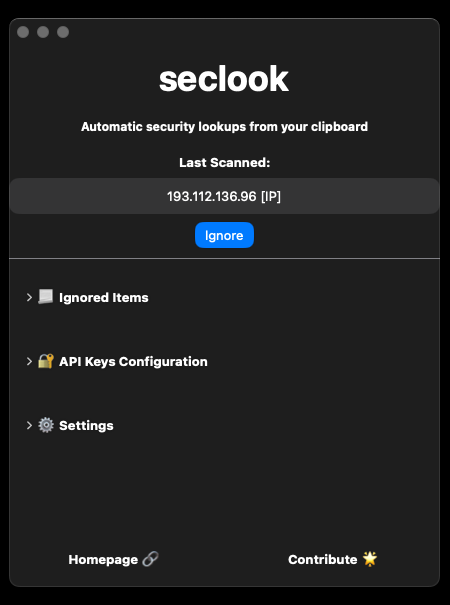 seclook
Automatic security lookups from your clipboard
Last Scanned:
193.112.136.96 [IP]
Ignore
Ignored Items
API Keys Configuration
Settings
Homepage
Contribute